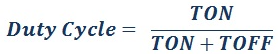 Duty Cycle = TON
TON + TOFF